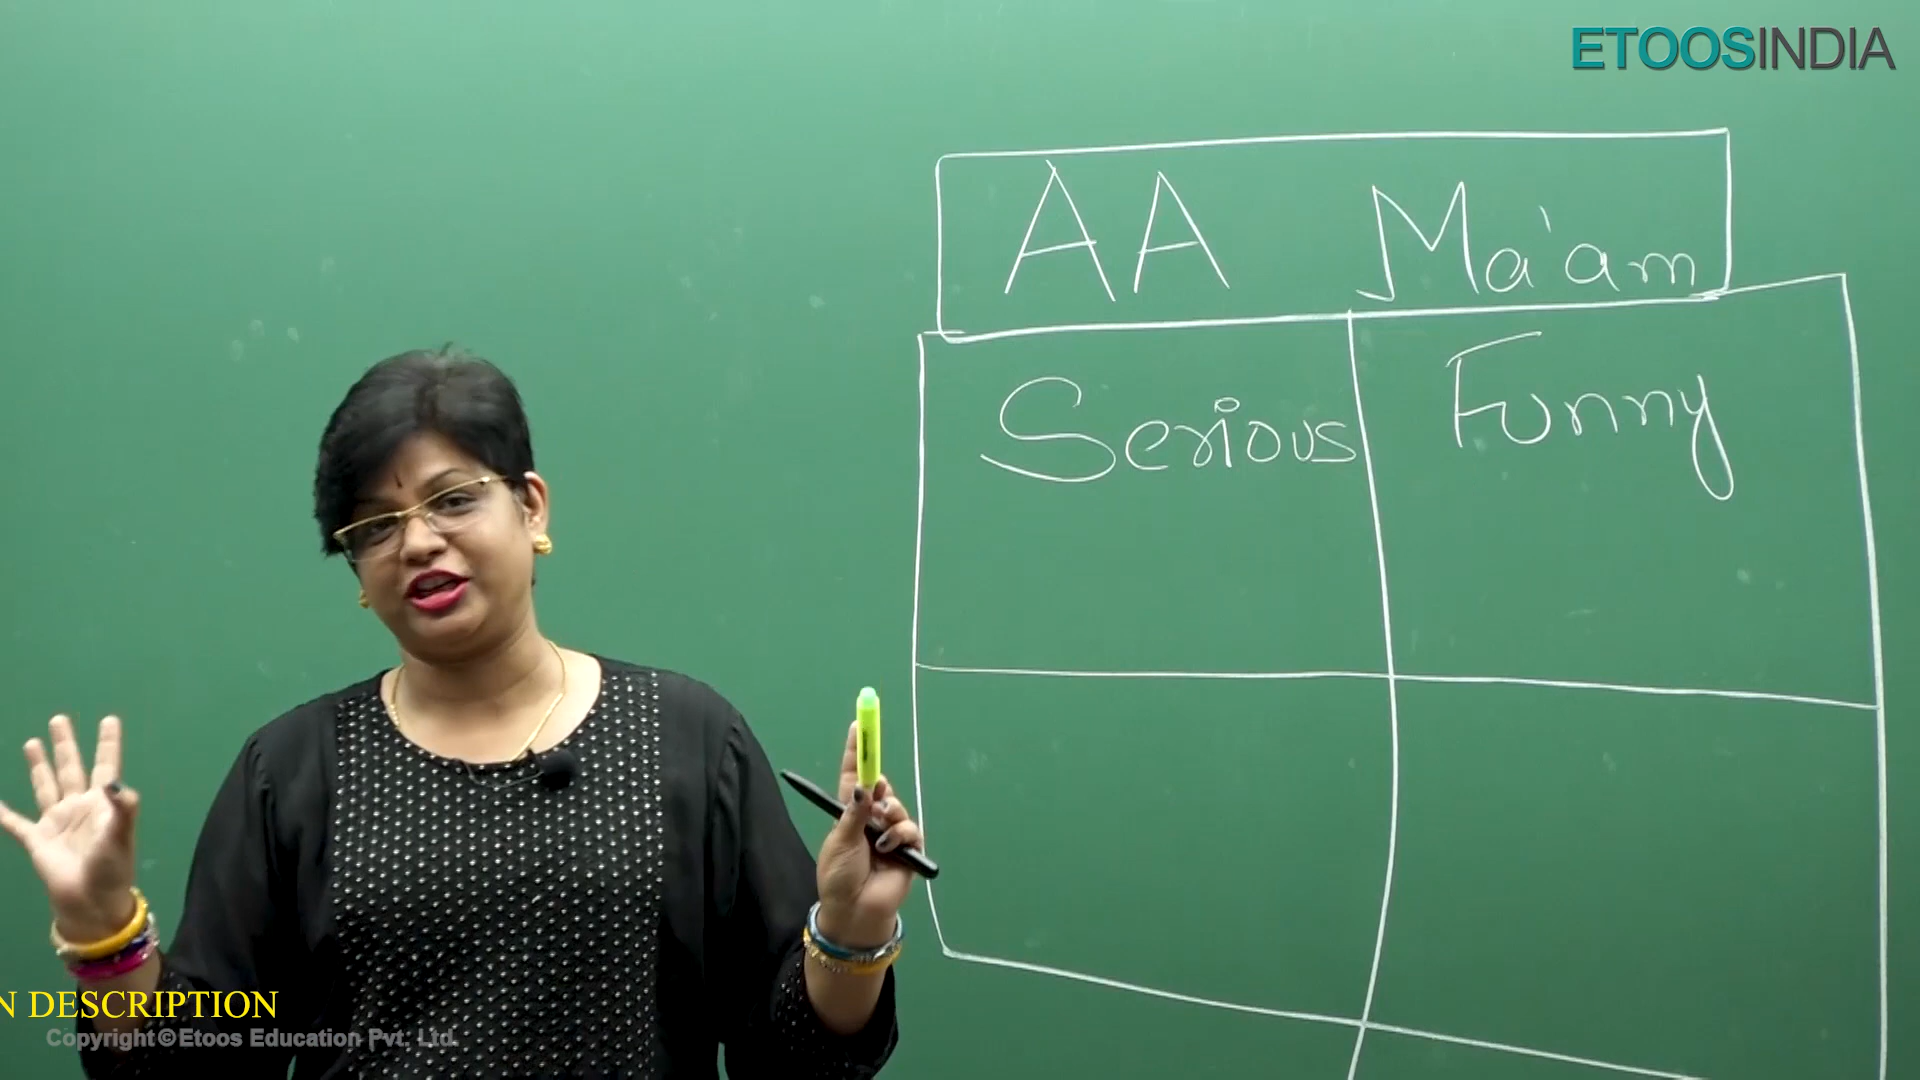 ETOOSINDIA
AA Ma'am
Serious Funny
N DESCRIPTION
Copyright © Etoos Education Pvt. Ltd.